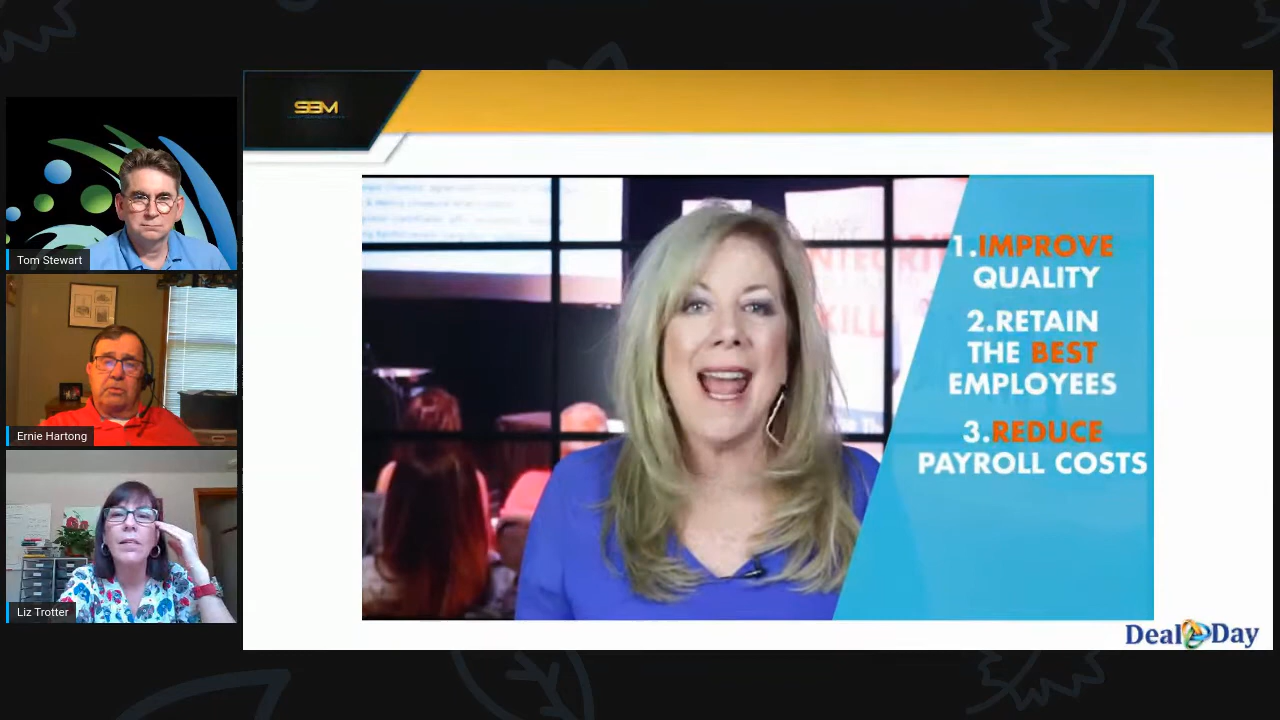 SBM
Tom Stewart
Ernie Hartong
Liz Trotter
1.IMPROVE
QUALITY
2.RETAIN
THE BEST
EMPLOYEES
3.REDUCE
PAYROLL COSTS
Deal Day